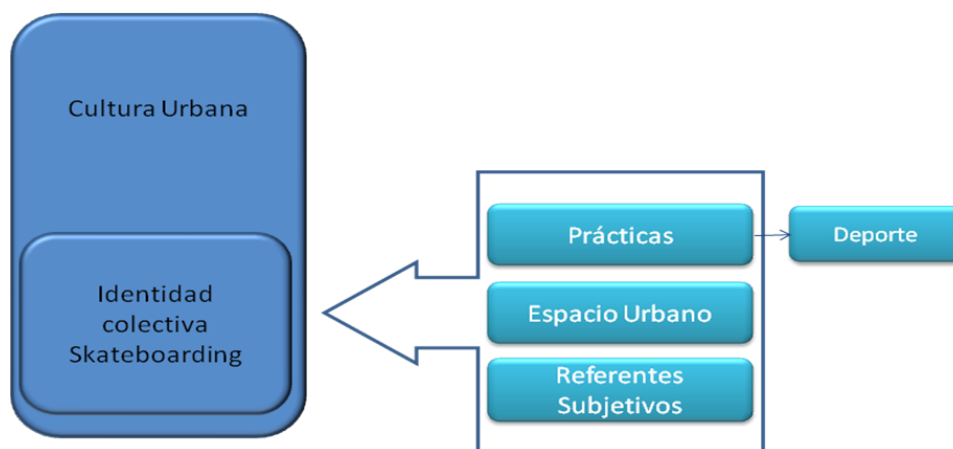 Cultura Urbana
Identidad
colectiva
Skateboarding
Prácticas
Deporte
Espacio Urbano
Referentes
Subjetivos